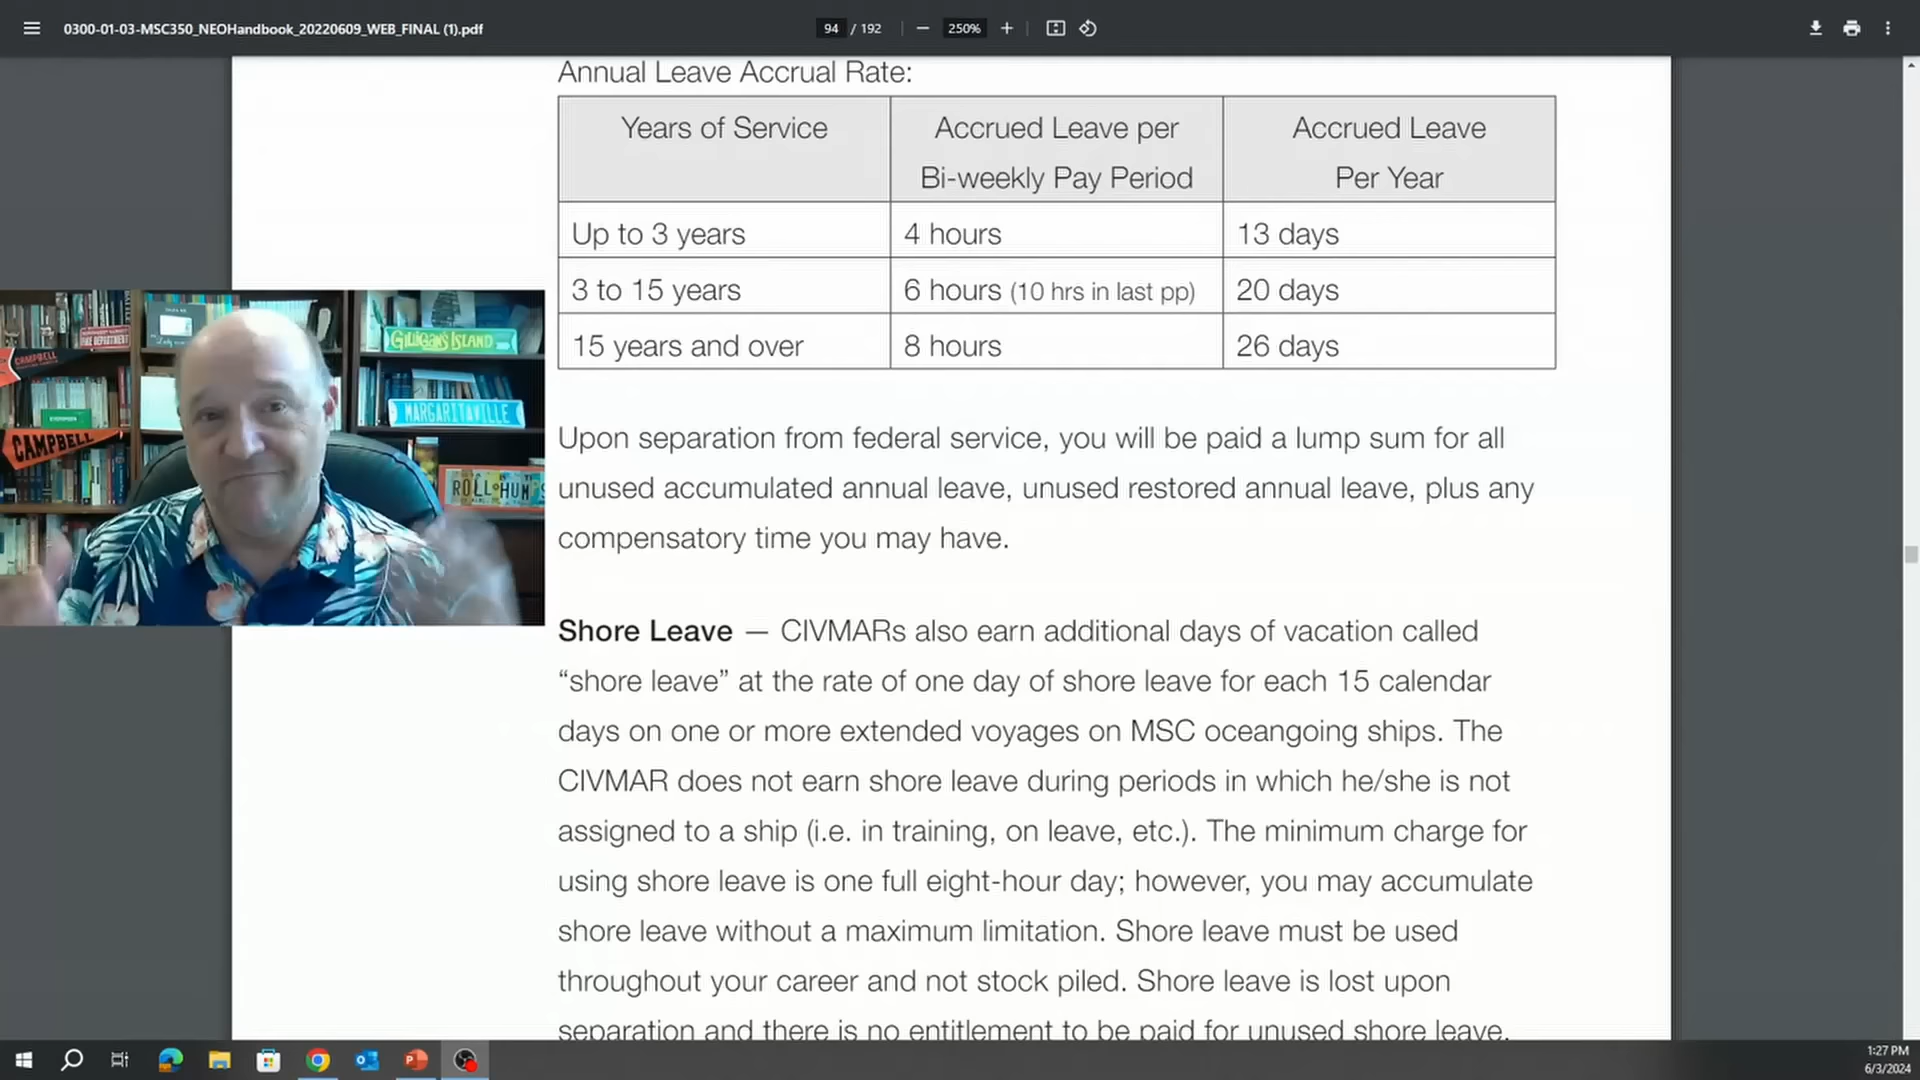 0300-01-03-MSC350_NEOHandbook_20220609_WEB_FINAL (1).pdf
94 / 192
250%
Annual Leave Accrual Rate:
Years of Service
Accrued Leave per
Bi-weekly Pay Period
Accrued Leave
Per Year
Up to 3 years
4 hours
13 days
3 to 15 years
6 hours (10 hrs in last pp)
20 days
15 years and over
8 hours
26 days
Upon separation from federal service, you will be paid a lump sum for all
unused accumulated annual leave, unused restored annual leave, plus any
compensatory time you may have.
Shore Leave — CIVMARs also earn additional days of vacation called
“shore leave” at the rate of one day of shore leave for each 15 calendar
days on one or more extended voyages on MSC oceangoing ships. The
CIVMAR does not earn shore leave during periods in which he/she is not
assigned to a ship (i.e. in training, on leave, etc.). The minimum charge for
using shore leave is one full eight-hour day; however, you may accumulate
shore leave without a maximum limitation. Shore leave must be used
throughout your career and not stock piled. Shore leave is lost upon
separation and there is no entitlement to be paid for unused shore leave.
GILLIGAN'S ISLAND
CAMPBELL
MARGARITAVILLE
CAMPBELL
ROLL HUMPS
1:27 PM
6/3/2024